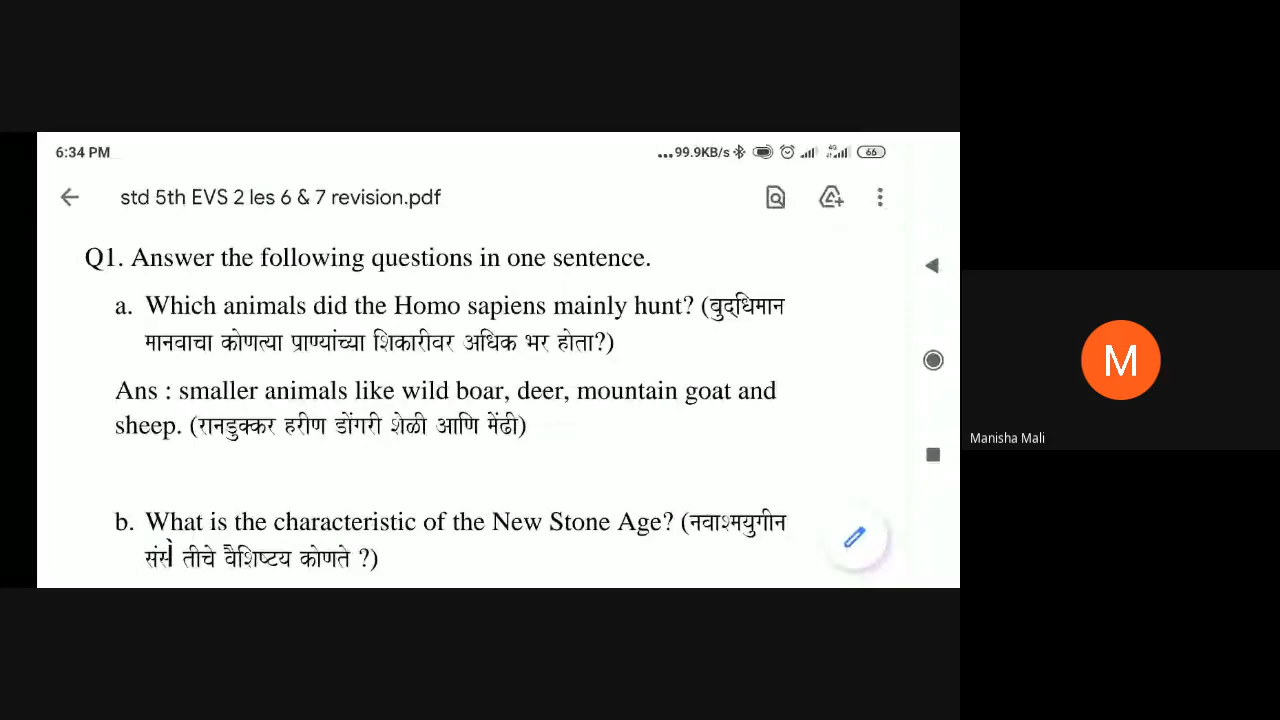 6:34 PM
...99.9KB/s 4G 66
std 5th EVS 2 les 6 & 7 revision.pdf
Q1. Answer the following questions in one sentence.
a. Which animals did the Homo sapiens mainly hunt? (बुद्धिमान
मानवाचा कोणत्या प्राण्यांच्या शिकारीवर अधिक भर होता?)
Ans : smaller animals like wild boar, deer, mountain goat and
sheep. (रानडुक्कर हरीण डोंगरी शेळी आणि मेंढी)
b. What is the characteristic of the New Stone Age? (नवाश्मयुगीन
तीचे वैशिष्टय कोणते ?)
M
Manisha Mali